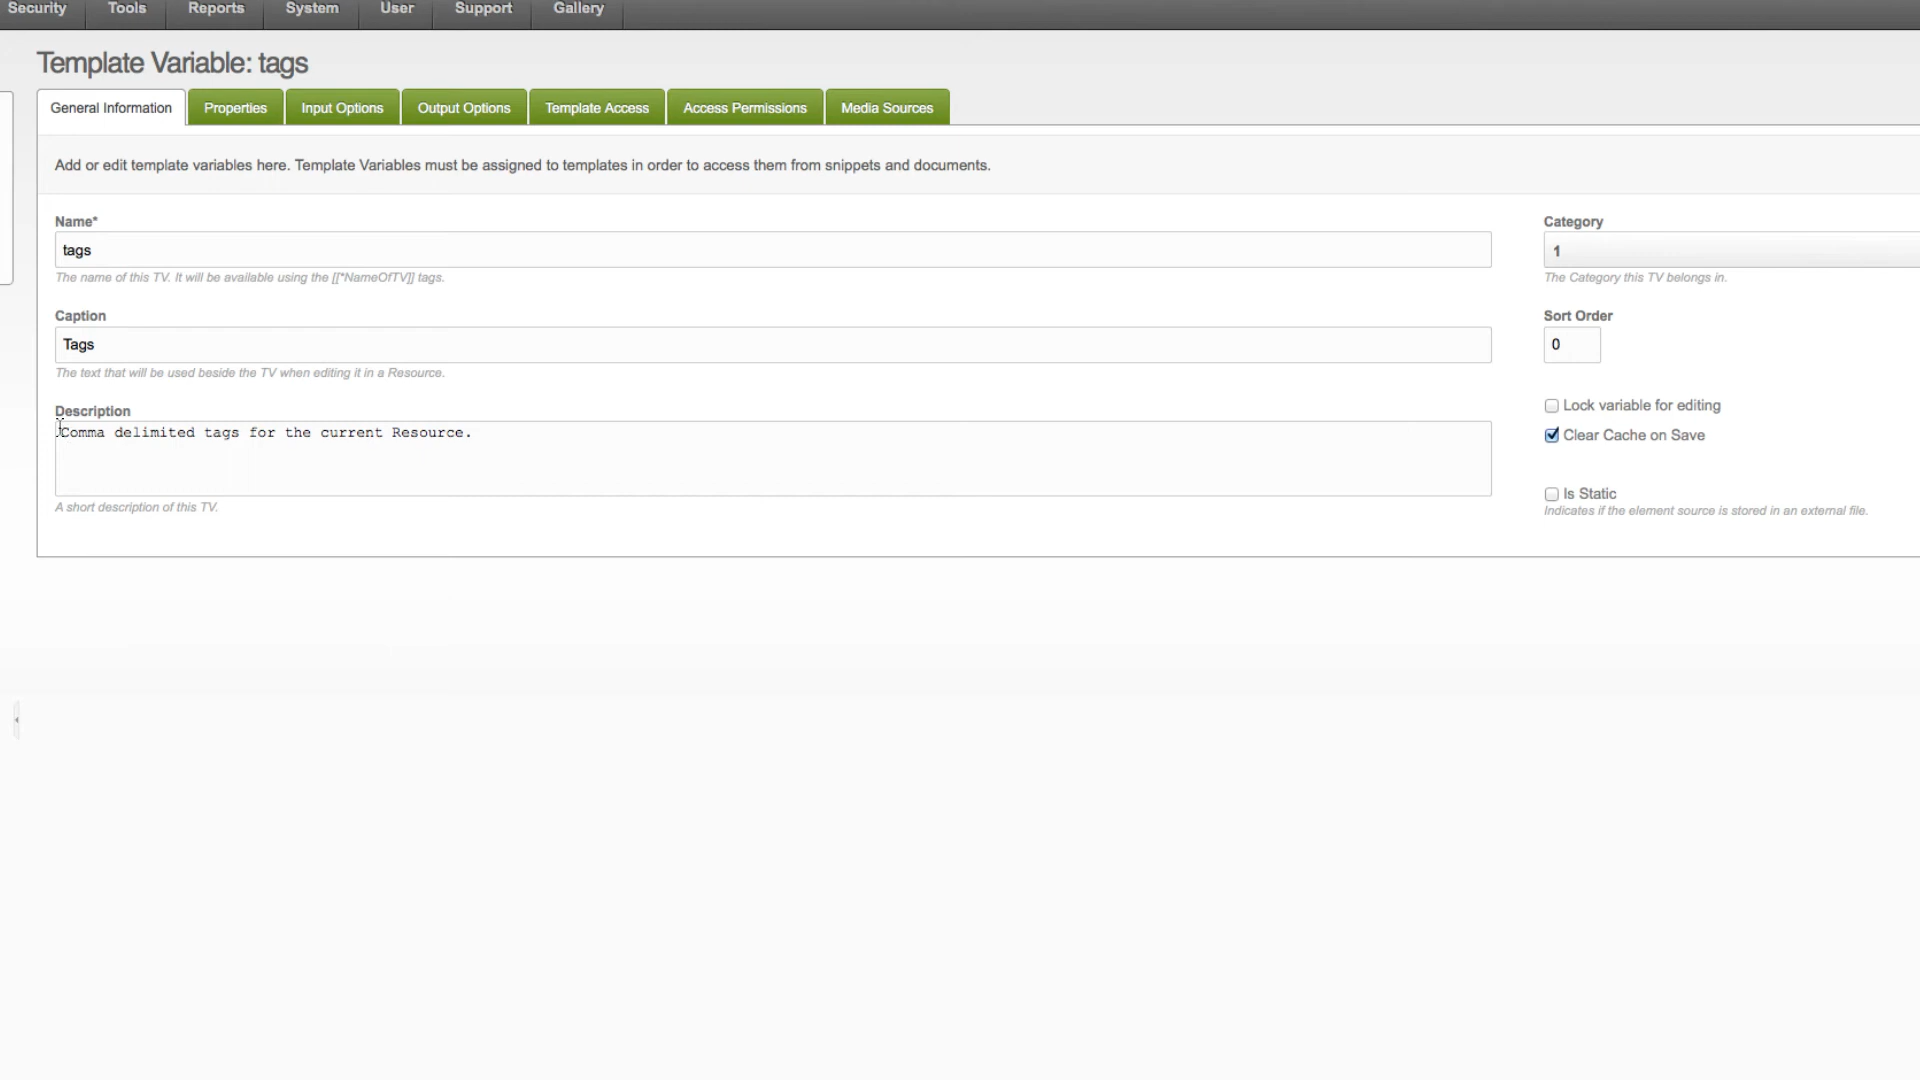 Security Tools Reports System User Support Gallery
Template Variable: tags
General Information Properties Input Options Output Options Template Access Access Permissions Media Sources
Add or edit template variables here. Template Variables must be assigned to templates in order to access them from snippets and documents.
Name*
tags
The name of this TV. It will be available using the [[*NameOfTV]] tags.
Caption
Tags
The text that will be used beside the TV when editing it in a Resource.
Description
Comma delimited tags for the current Resource.
A short description of this TV.
Category
1
The Category this TV belongs in.
Sort Order
0
Lock variable for editing
Clear Cache on Save
Is Static
Indicates if the element source is stored in an external file.